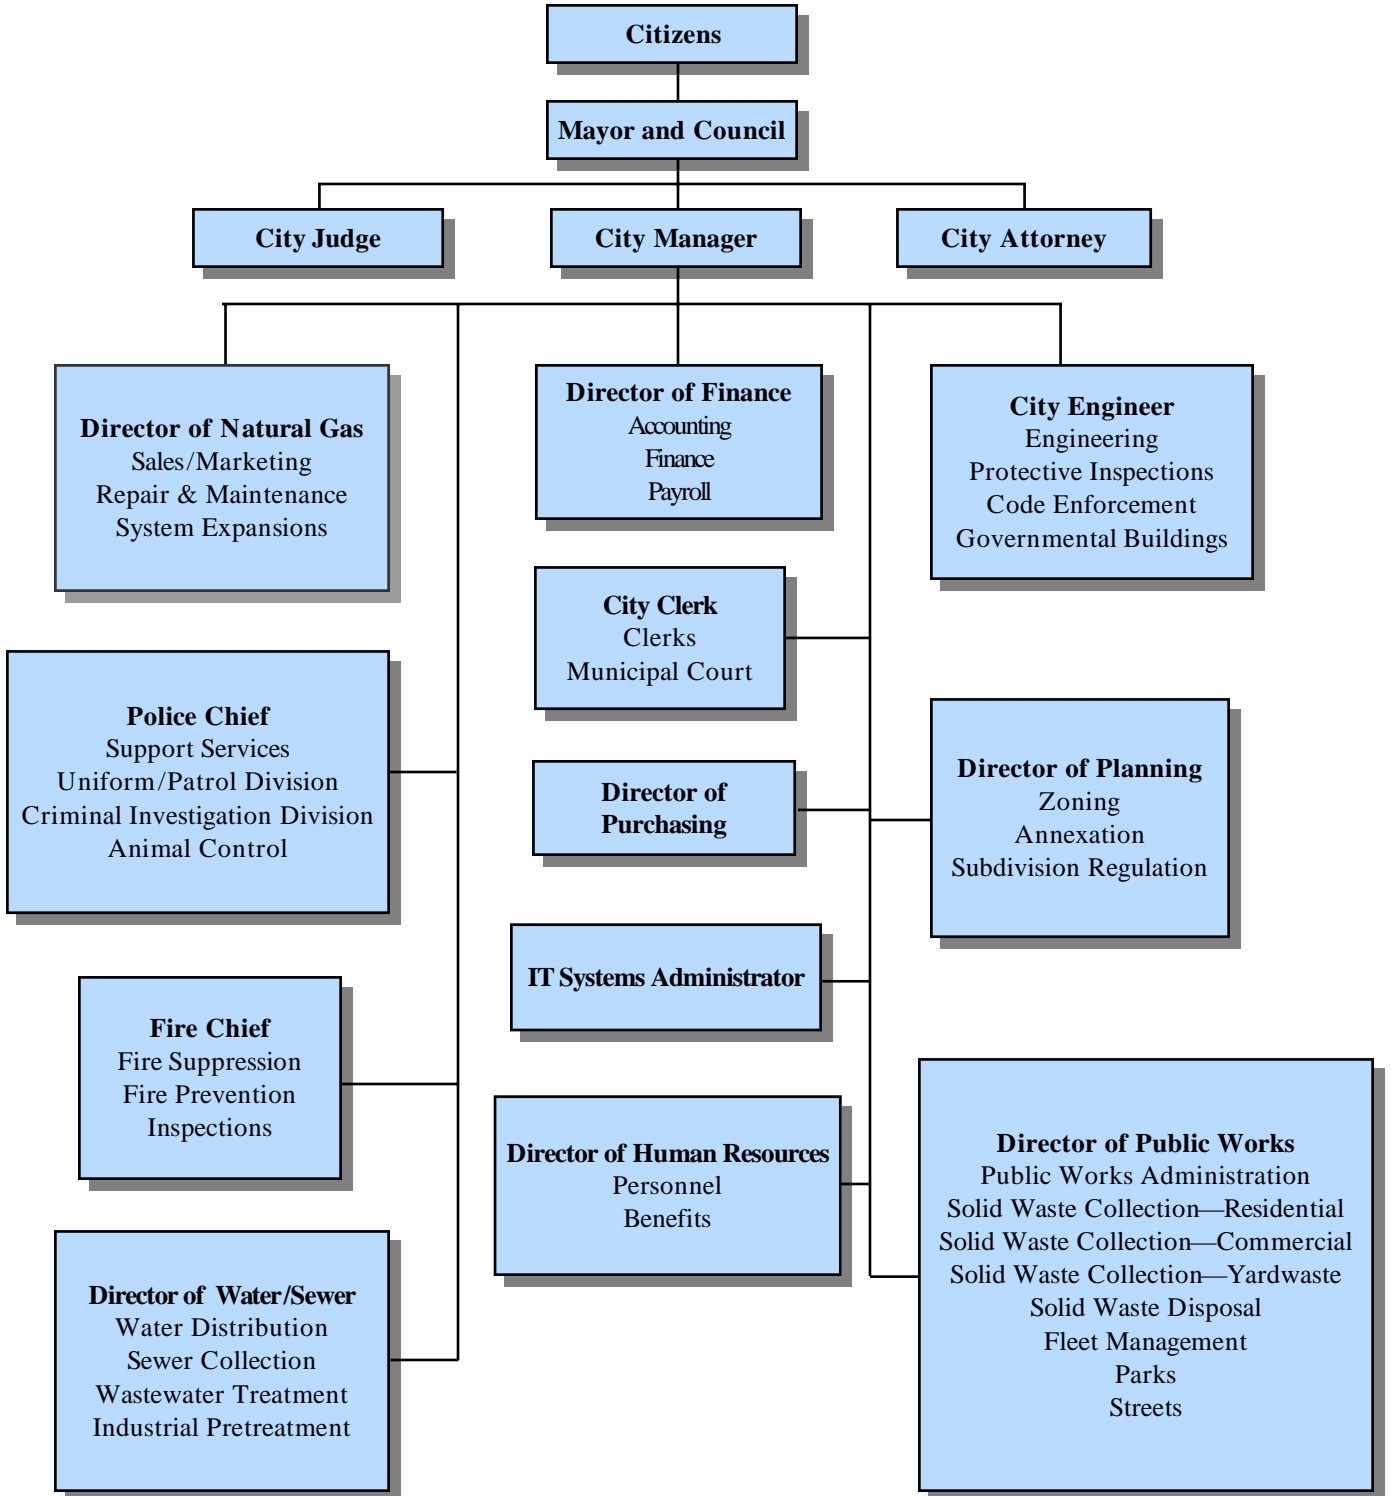 Citizens
Mayor and Council
City Judge
City Manager
City Attorney
Director of Natural Gas
Sales/Marketing
Repair & Maintenance
System Expansions
Director of Finance
Accounting
Finance
Payroll
City Engineer
Engineering
Protective Inspections
Code Enforcement
Governmental Buildings
City Clerk
Clerks
Municipal Court
Police Chief
Support Services
Uniform/Patrol Division
Criminal Investigation Division
Animal Control
Director of
Purchasing
Director of Planning
Zoning
Annexation
Subdivision Regulation
IT Systems Administrator
Fire Chief
Fire Suppression
Fire Prevention
Inspections
Director of Human Resources
Personnel
Benefits
Director of Public Works
Public Works Administration
Solid Waste Collection—Residential
Solid Waste Collection—Commercial
Solid Waste Collection—Yardwaste
Solid Waste Disposal
Fleet Management
Parks
Streets
Director of Water/Sewer
Water Distribution
Sewer Collection
Wastewater Treatment
Industrial Pretreatment